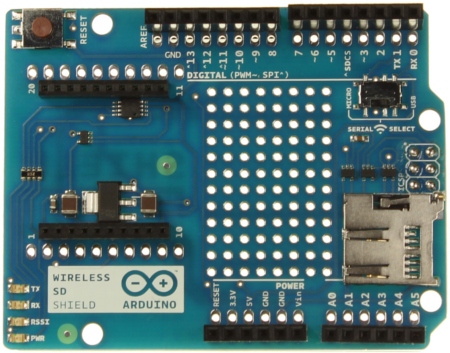 RESET
AREF
GND
^13
^12
~11
~10
~9
8
7
~6
~5
^SDCS
~3
2
TX 1
RX 0
DIGITAL (PWM~, SPI^)
20
11
MICRO
USB
SERIAL SELECT
ICSP
1
10
WIRELESS
SD
SHIELD
ARDUINO
TX
RX
RSSI
PWR
POWER
RESET
3.3V
5V
GND
GND
Vin
A0
A1
A2
A3
A4
A5